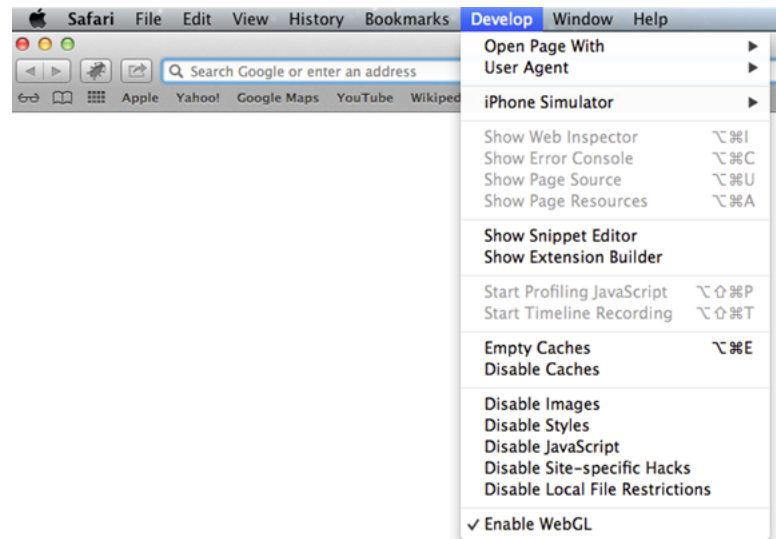 Safari File Edit View History Bookmarks Develop Window Help
Search Google or enter an address
Apple Yahoo! Google Maps YouTube
Open Page With
User Agent
iPhone Simulator
Show Web Inspector ⌥⌘I
Show Error Console ⌥⌘C
Show Page Source ⌥⌘U
Show Page Resources ⌥⌘A
Show Snippet Editor
Show Extension Builder
Start Profiling JavaScript ⌥⇧⌘P
Start Timeline Recording ⌥⇧⌘T
Empty Caches ⌥⌘E
Disable Caches
Disable Images
Disable Styles
Disable JavaScript
Disable Site-specific Hacks
Disable Local File Restrictions
✓ Enable WebGL